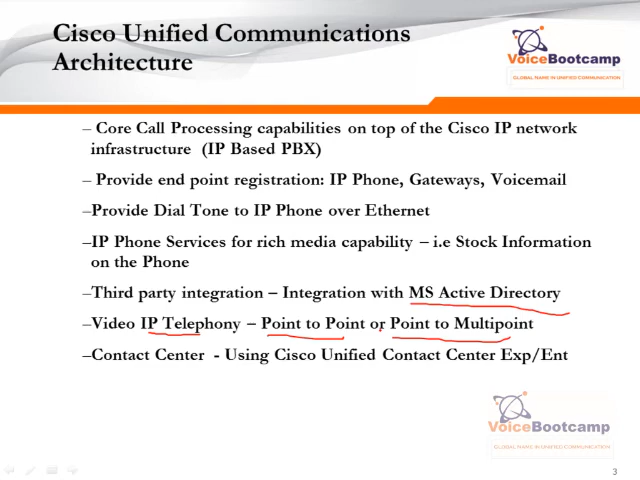 Cisco Unified Communications
Architecture
VoiceBootcamp
GLOBAL NAME IN UNIFIED COMMUNICATION
– Core Call Processing capabilities on top of the Cisco IP network
infrastructure (IP Based PBX)
– Provide end point registration: IP Phone, Gateways, Voicemail
–Provide Dial Tone to IP Phone over Ethernet
–IP Phone Services for rich media capability – i.e Stock Information
on the Phone
–Third party integration – Integration with MS Active Directory
–Video IP Telephony – Point to Point or Point to Multipoint
–Contact Center - Using Cisco Unified Contact Center Exp/Ent
VoiceBootcamp
GLOBAL NAME IN UNIFIED COMMUNICATION
3